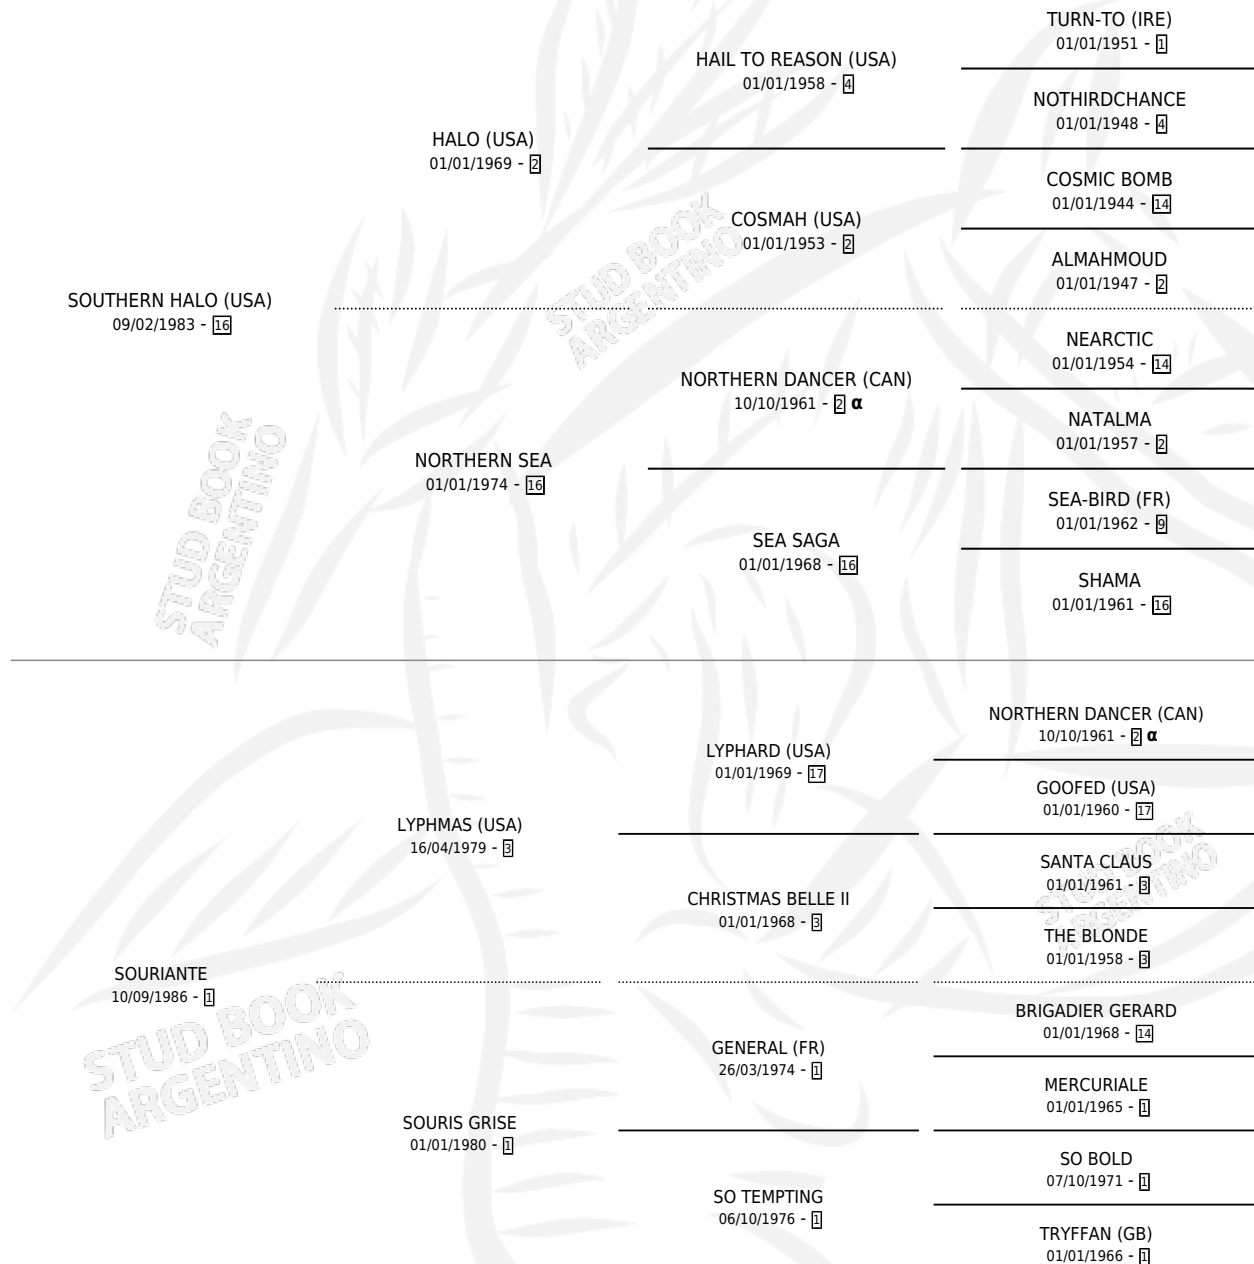 TURN-TO (IRE)
01/01/1951 - 1
HAIL TO REASON (USA)
01/01/1958 - 4
NOTHIRDCHANCE
01/01/1948 - 4
HALO (USA)
01/01/1969 - 2
COSMIC BOMB
01/01/1944 - 14
COSMAH (USA)
01/01/1953 - 2
ALMAHMOUD
01/01/1947 - 2
SOUTHERN HALO (USA)
09/02/1983 - 16
NEARCTIC
01/01/1954 - 14
NORTHERN DANCER (CAN)
10/10/1961 - 2 α
NATALMA
01/01/1957 - 2
NORTHERN SEA
01/01/1974 - 16
SEA-BIRD (FR)
01/01/1962 - 9
SEA SAGA
01/01/1968 - 16
SHAMA
01/01/1961 - 16
NORTHERN DANCER (CAN)
10/10/1961 - 2 α
LYPHARD (USA)
01/01/1969 - 17
GOOFED (USA)
01/01/1960 - 17
LYPHMAS (USA)
16/04/1979 - 3
SANTA CLAUS
01/01/1961 - 3
CHRISTMAS BELLE II
01/01/1968 - 3
THE BLONDE
01/01/1958 - 3
SOURIANTE
10/09/1986 - 1
BRIGADIER GERARD
01/01/1968 - 14
GENERAL (FR)
26/03/1974 - 1
MERCURIALE
01/01/1965 - 1
SOURIS GRISE
01/01/1980 - 1
SO BOLD
07/10/1971 - 1
SO TEMPTING
06/10/1976 - 1
TRYFFAN (GB)
01/01/1966 - 1
STUD BOOK
ARGENTINO
STUD BOOK
ARGENTINO
STUD BOOK
ARGENTINO
STUD BOOK
ARGENTINO